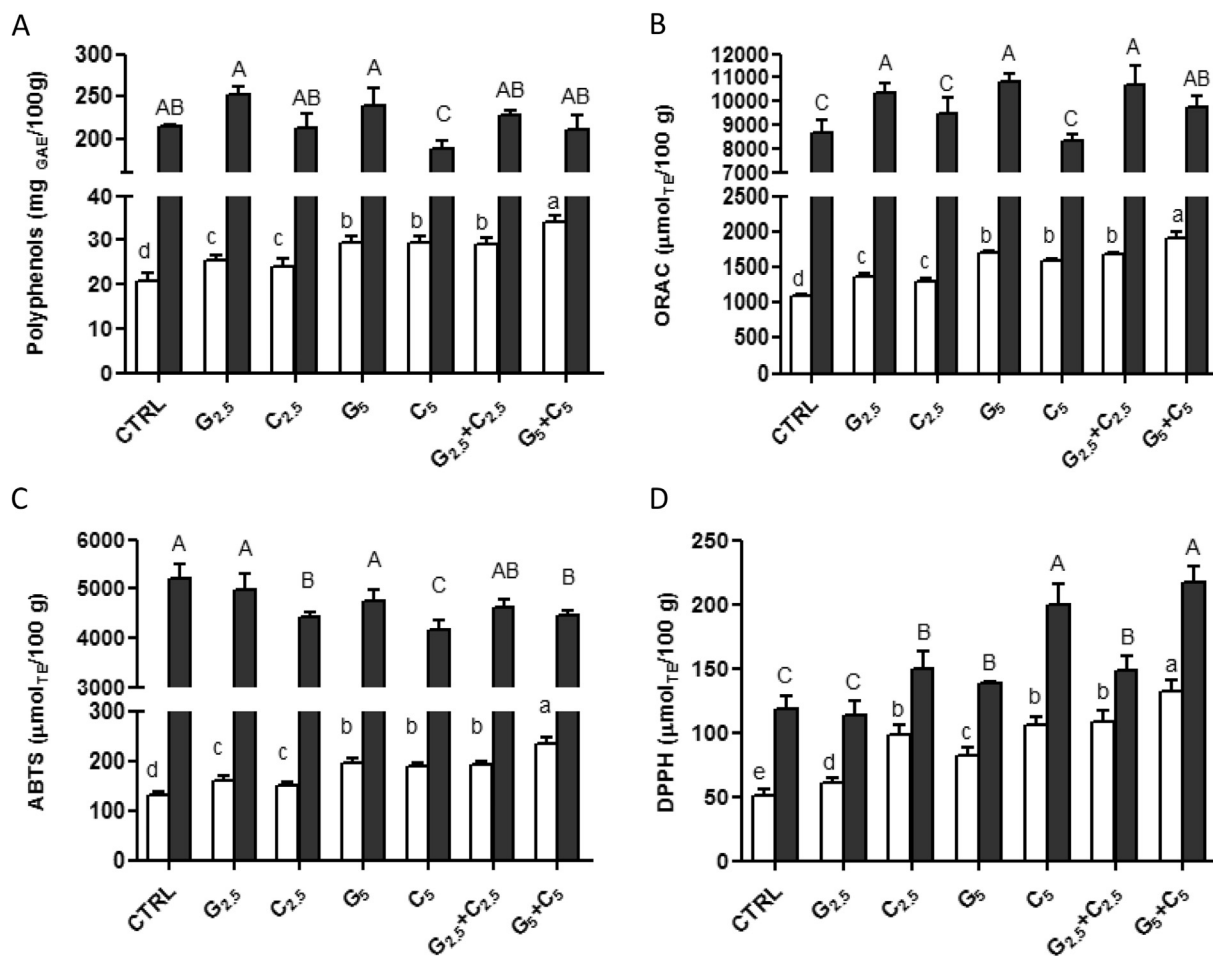 A
Polyphenols (mg GAE/100g)
300
250
200
40
30
20
10
0
AB A AB A C AB AB
d c c b b b a
CTRL G2.5 C2.5 G5 C5 G2.5+C2.5 G5+C5
B
ORAC (μmolTE/100 g)
12000
11000
10000
9000
8000
7000
2500
2000
1500
1000
500
0
C A C A C A AB
d c c b b b a
CTRL G2.5 C2.5 G5 C5 G2.5+C2.5 G5+C5
C
ABTS (μmolTE/100 g)
6000
5000
4000
3000
300
200
100
0
A A B A C AB B
d c c b b b a
CTRL G2.5 C2.5 G5 C5 G2.5+C2.5 G5+C5
D
DPPH (μmolTE/100 g)
250
200
150
100
50
0
C C B B A B A
e d b c b b a
CTRL G2.5 C2.5 G5 C5 G2.5+C2.5 G5+C5